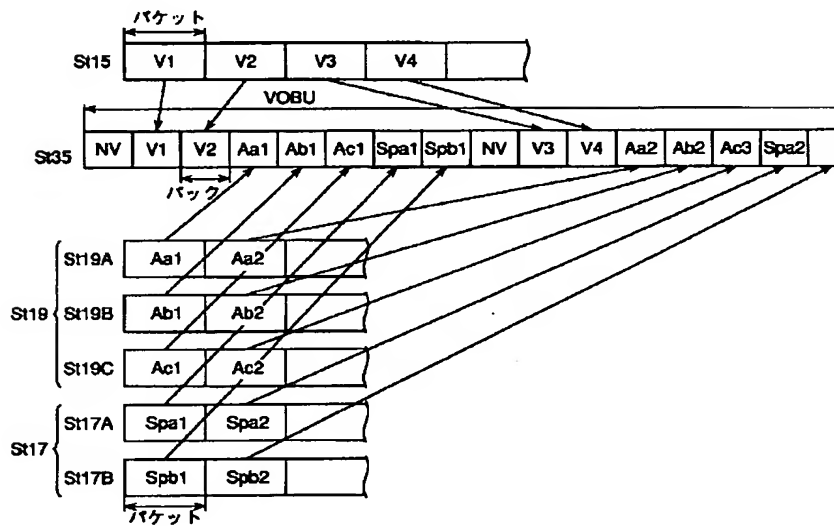 パケット
St15 V1 V2 V3 V4
VOBU
St35 NV V1 V2 Aa1 Ab1 Ac1 Spa1 Spb1 NV V3 V4 Aa2 Ab2 Ac3 Spa2
パック
St19A Aa1 Aa2
St19 St19B Ab1 Ab2
St19C Ac1 Ac2
St17A Spa1 Spa2
St17
St17B Spb1 Spb2
パケット